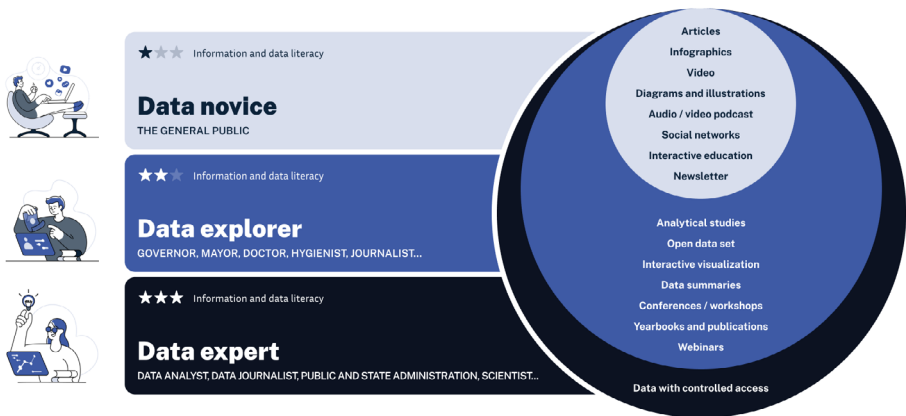 Information and data literacy
Data novice
THE GENERAL PUBLIC
Information and data literacy
Data explorer
GOVERNOR, MAYOR, DOCTOR, HYGIENIST, JOURNALIST...
Information and data literacy
Data expert
DATA ANALYST, DATA JOURNALIST, PUBLIC AND STATE ADMINISTRATION, SCIENTIST...
Articles
Infographics
Video
Diagrams and illustrations
Audio / video podcast
Social networks
Interactive education
Newsletter
Analytical studies
Open data set
Interactive visualization
Data summaries
Conferences / workshops
Yearbooks and publications
Webinars
Data with controlled access